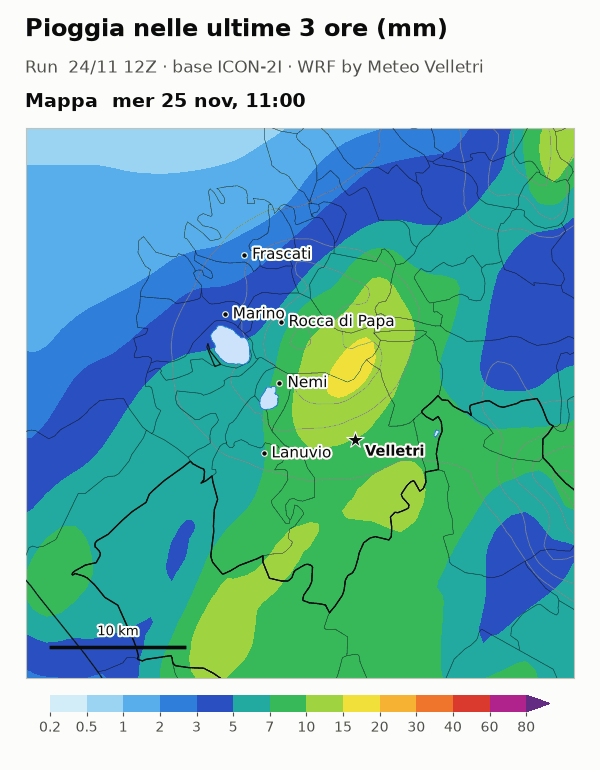 Pioggia nelle ultime 3 ore (mm)
Run  24/11 12Z · base ICON-2I · WRF by Meteo Velletri
Mappa  mer 25 nov, 11:00
Frascati
Marino
Rocca di Papa
Nemi
Velletri
Lanuvio
10 km
0.2 0.5 1 2 3 5 7 10 15 20 30 40 60 80